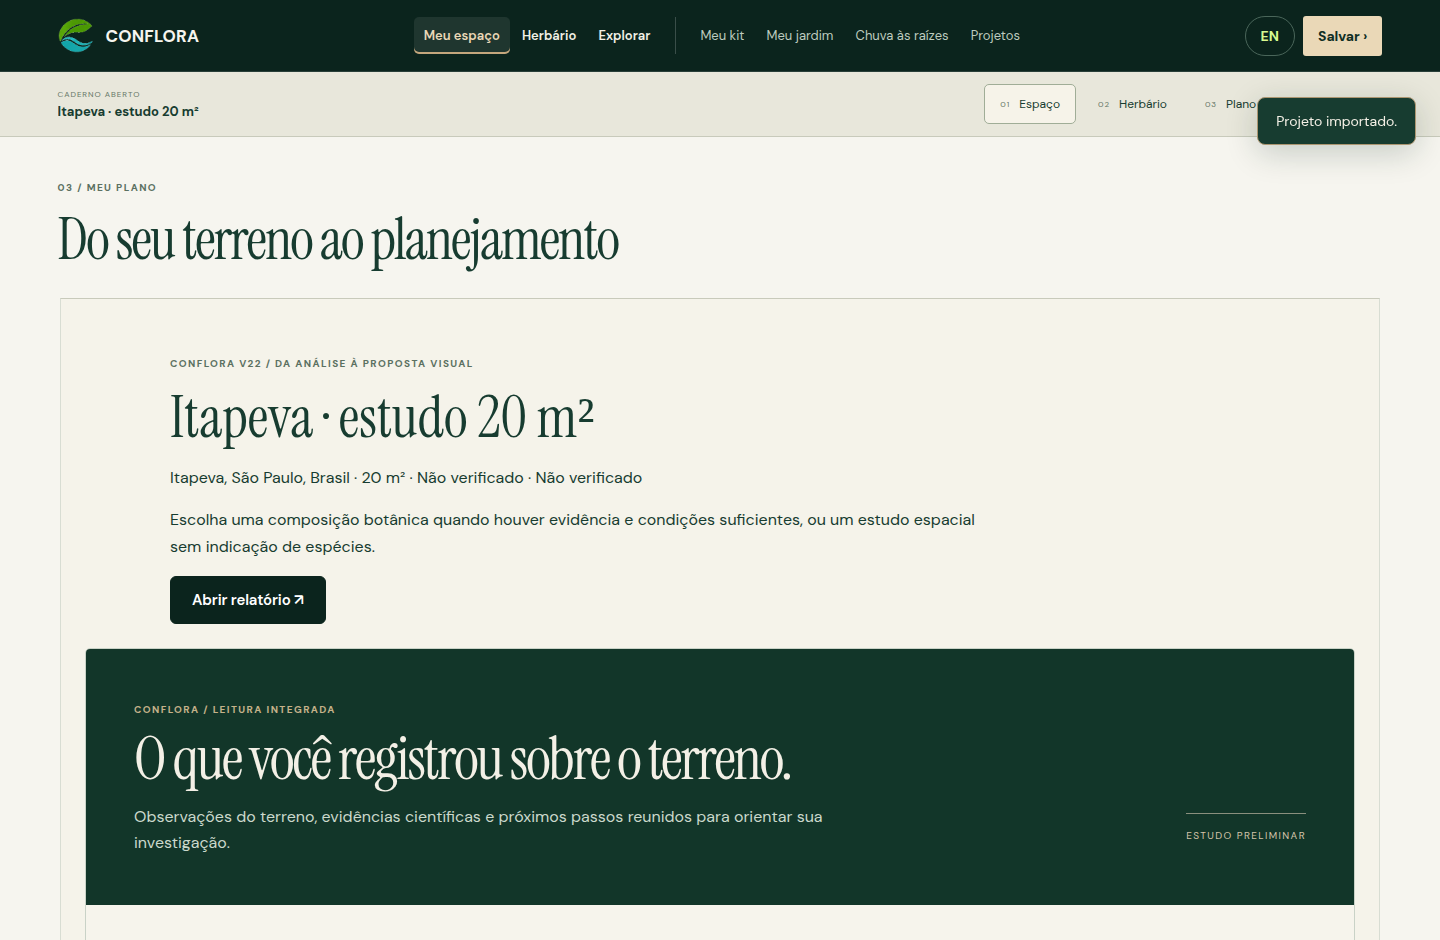 CONFLORA
Meu espaço
Herbário
Explorar
Meu kit
Meu jardim
Chuva às raízes
Projetos
EN
Salvar ›
CADERNO ABERTO
Itapeva · estudo 20 m²
01 Espaço
02 Herbário
03 Plano
Projeto importado.
03 / MEU PLANO
Do seu terreno ao planejamento
CONFLORA V22 / DA ANÁLISE À PROPOSTA VISUAL
Itapeva · estudo 20 m²
Itapeva, São Paulo, Brasil · 20 m² · Não verificado · Não verificado
Escolha uma composição botânica quando houver evidência e condições suficientes, ou um estudo espacial
sem indicação de espécies.
Abrir relatório ↗
CONFLORA / LEITURA INTEGRADA
O que você registrou sobre o terreno.
Observações do terreno, evidências científicas e próximos passos reunidos para orientar sua
investigação.
ESTUDO PRELIMINAR